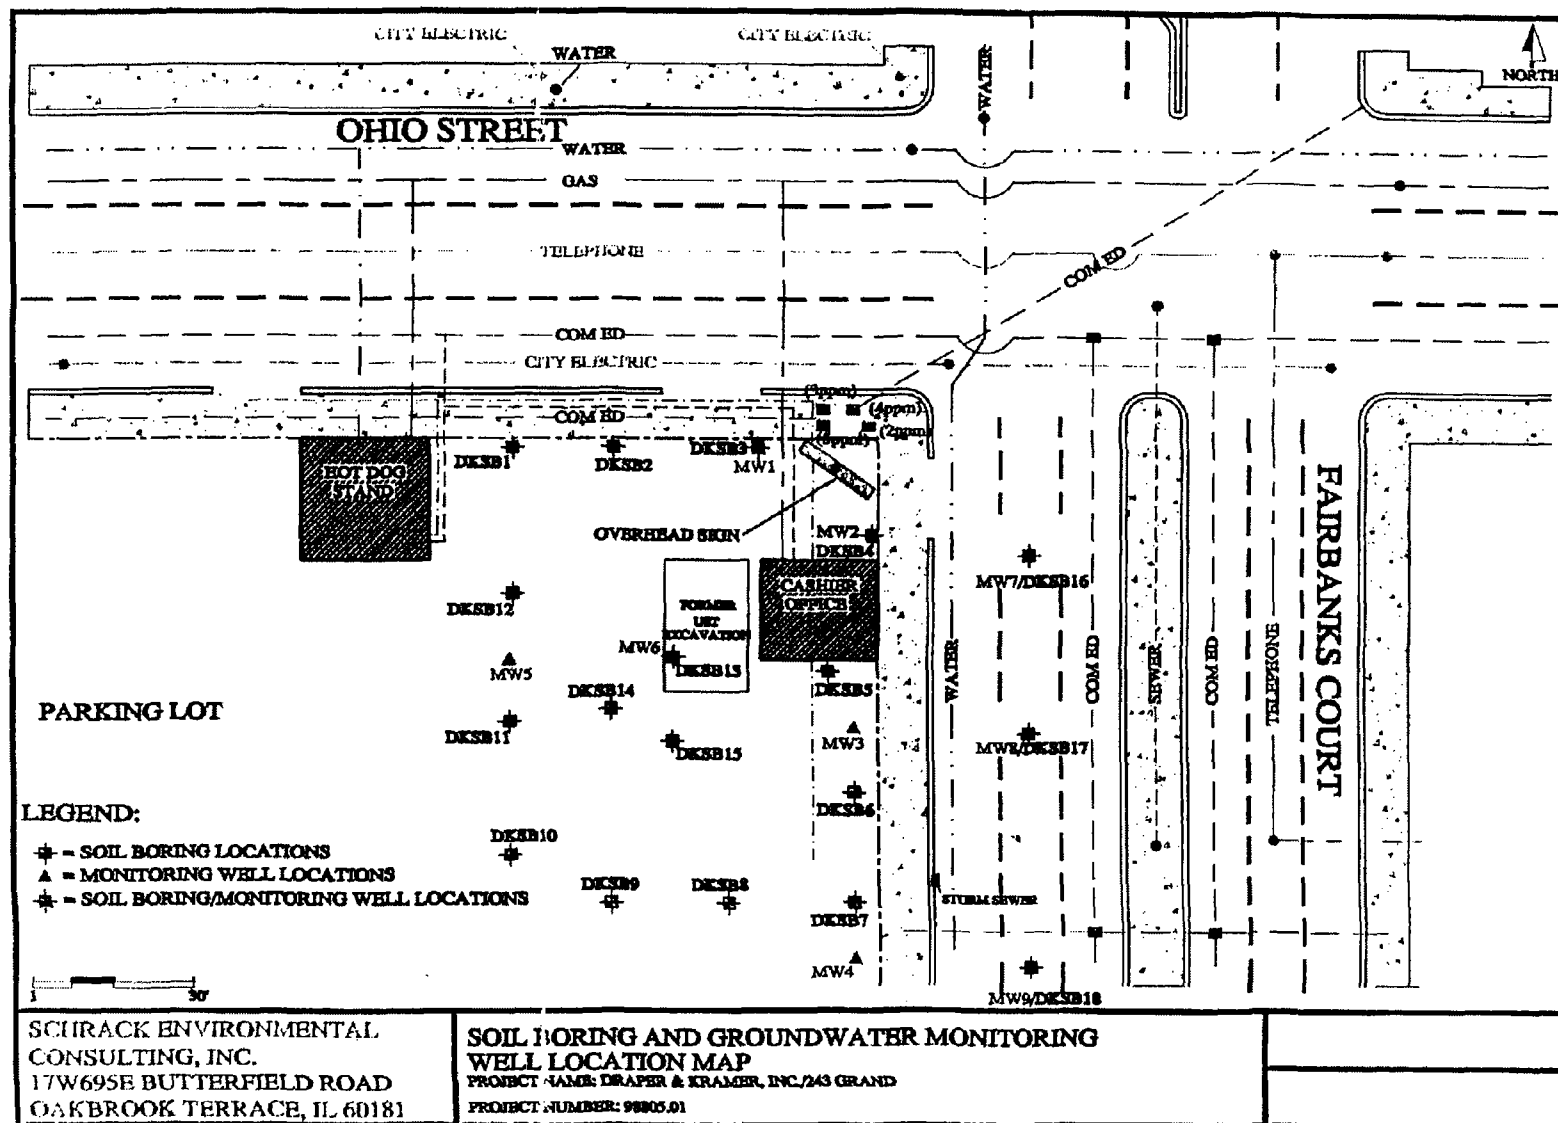 CITY ELECTRIC
CITY ELECTRIC
WATER
WATER
NORTH
OHIO STREET
WATER
GAS
TELEPHONE
COM ED
COM ED
CITY ELECTRIC
COM ED
(4ppm)
(2ppm)
DKSB1
DKSB2
DKSB3
MW1
HOT DOG
STAND
OVERHEAD SIGN
MW2
DKSB4
CASHIER
OFFICE
FORMER
UST
EXCAVATION
MW7/DKSB16
FAIRBANKS COURT
DKSB12
MW6
DKSB13
MW5
DKSB5
DKSB14
WATER
COM ED
SEWER
COM ED
TELEPHONE
PARKING LOT
DKSB11
DKSB15
MW3
MW8/DKSB17
DKSB6
LEGEND:
= SOIL BORING LOCATIONS
= MONITORING WELL LOCATIONS
= SOIL BORING/MONITORING WELL LOCATIONS
DKSB10
DKSB9
DKSB8
DKSB7
STORM SEWER
MW4
MW9/DKSB18
1 30'
SCHRACK ENVIRONMENTAL
CONSULTING, INC.
17W695E BUTTERFIELD ROAD
OAKBROOK TERRACE, IL 60181
SOIL BORING AND GROUNDWATER MONITORING
WELL LOCATION MAP
PROJECT NAME: DRAPER & KRAMER, INC./243 GRAND
PROJECT NUMBER: 98805.01